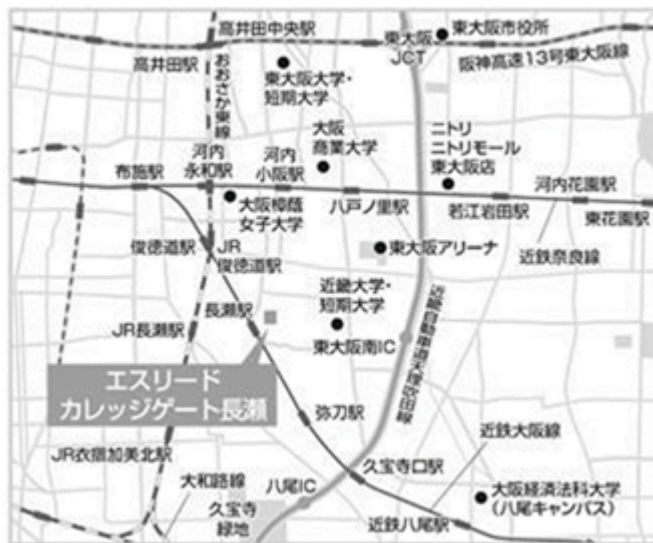 高井田中央駅
東大阪市役所
東大阪
JCT
高井田駅
阪神高速13号東大阪線
おおさか東線
東大阪大学・
短期大学
大阪
商業大学
ニトリ
ニトリモール
東大阪店
布施駅
河内
永和駅
河内
小阪駅
河内花園駅
大阪樟蔭
女子大学
八戸ノ里駅
若江岩田駅
東花園駅
俊徳道駅
JR
俊徳道駅
東大阪アリーナ
近鉄奈良線
近畿大学・
短期大学
長瀬駅
近畿自動車道天理吹田線
JR長瀬駅
東大阪南IC
エスリード
カレッジゲート長瀬
弥刀駅
近鉄大阪線
JR衣摺加美北駅
久宝寺口駅
大和路線
八尾IC
大阪経済法科大学
（八尾キャンパス）
久宝寺
緑地
近鉄八尾駅